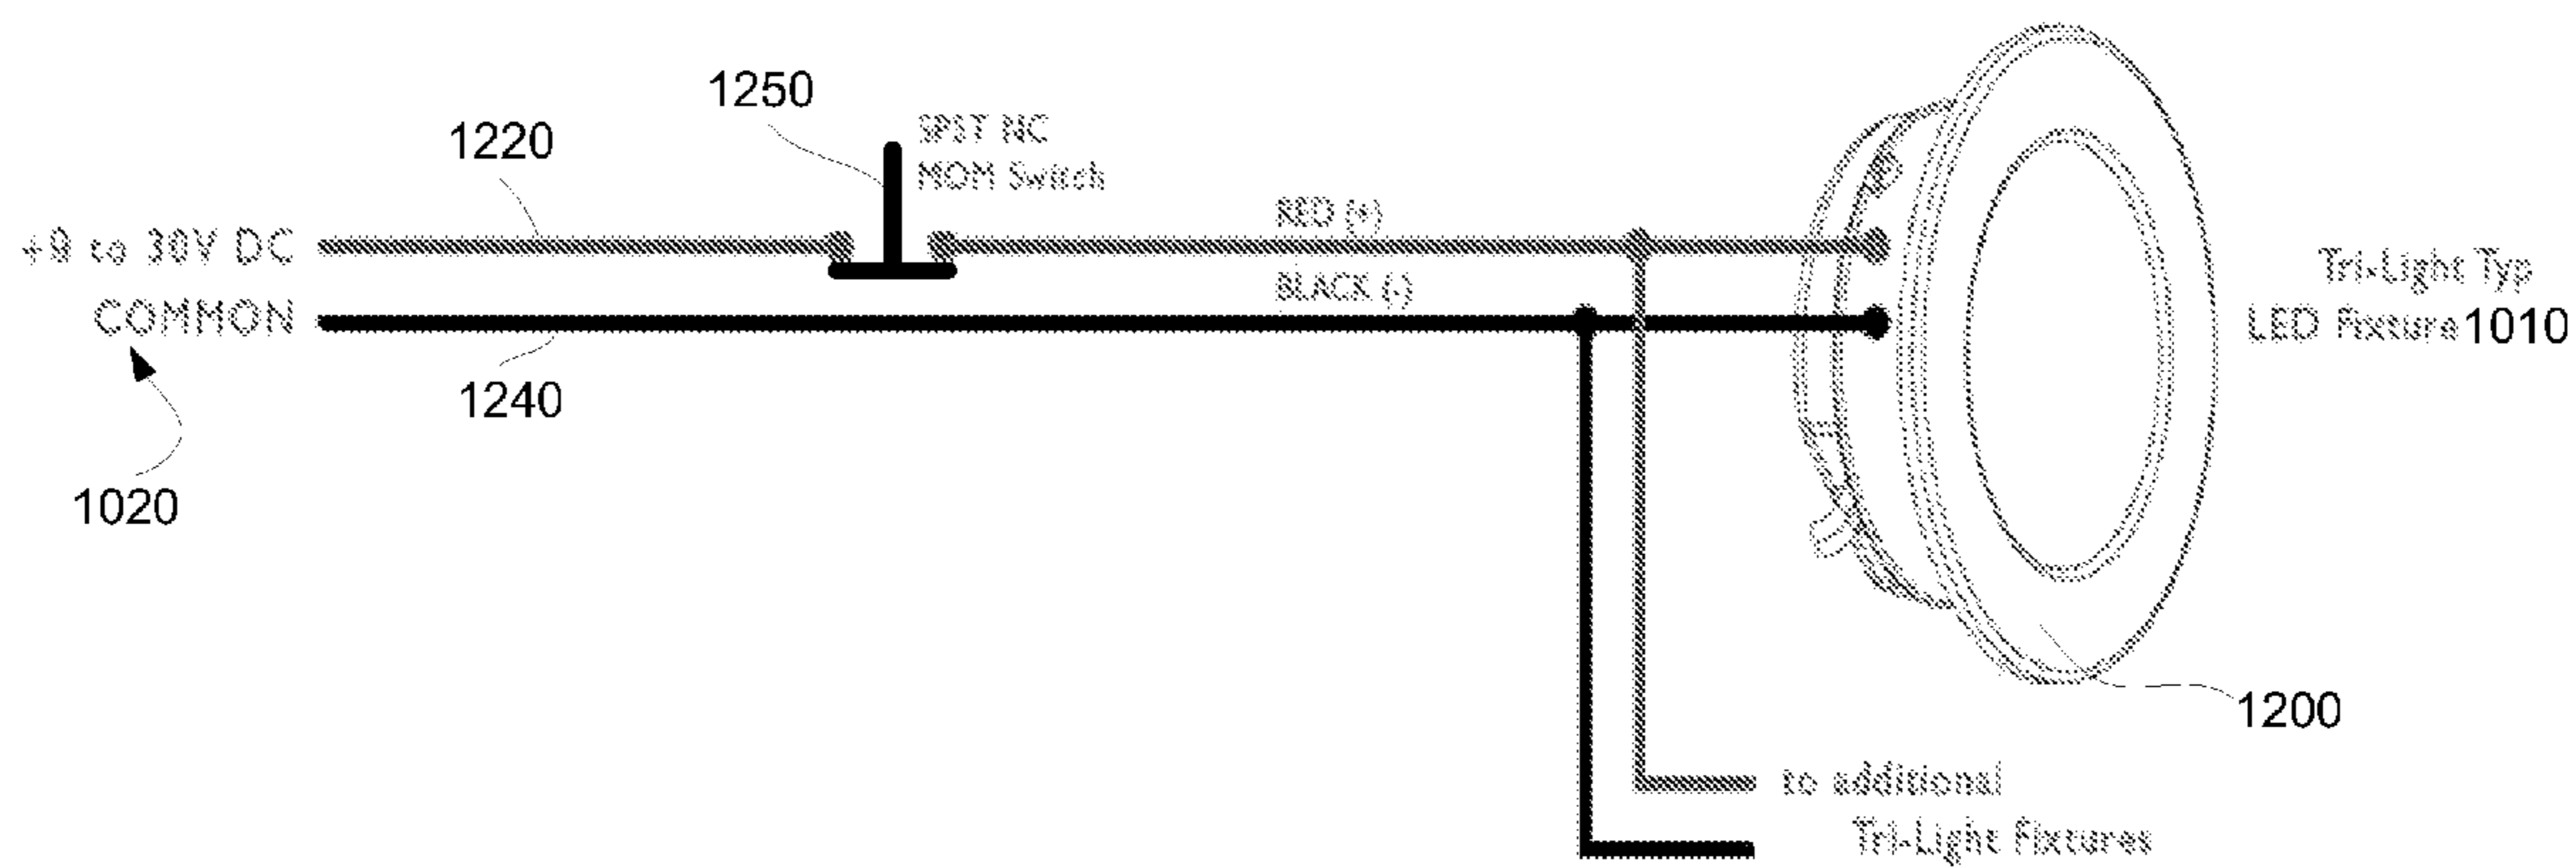 1250
SPST NC
MOM Switch
1220
RED (+)
+9 to 30V DC
BLACK (-)
COMMON
Tri-Light Typ
LED Fixture 1010
1240
1020
1200
to additional
Tri-Light Fixtures